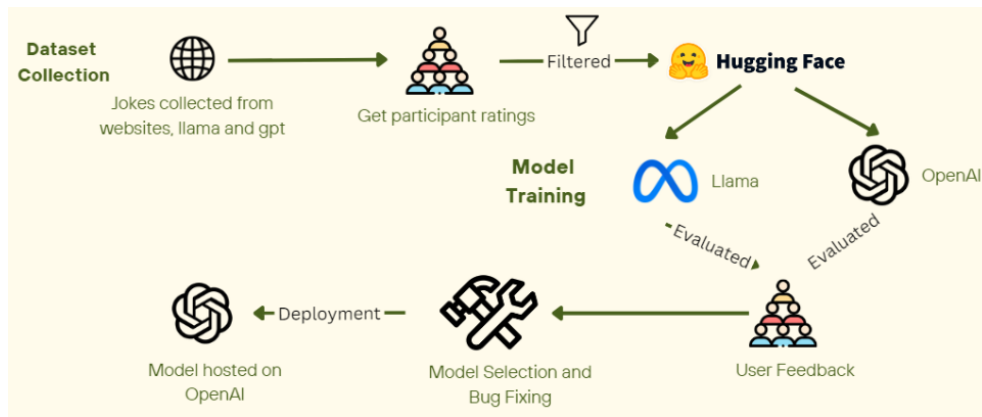 Dataset
Collection
Jokes collected from
websites, llama and gpt
Get participant ratings
Filtered
Hugging Face
Model
Training
Llama
OpenAI
Evaluated
Evaluated
User Feedback
Model Selection and
Bug Fixing
Deployment
Model hosted on
OpenAI